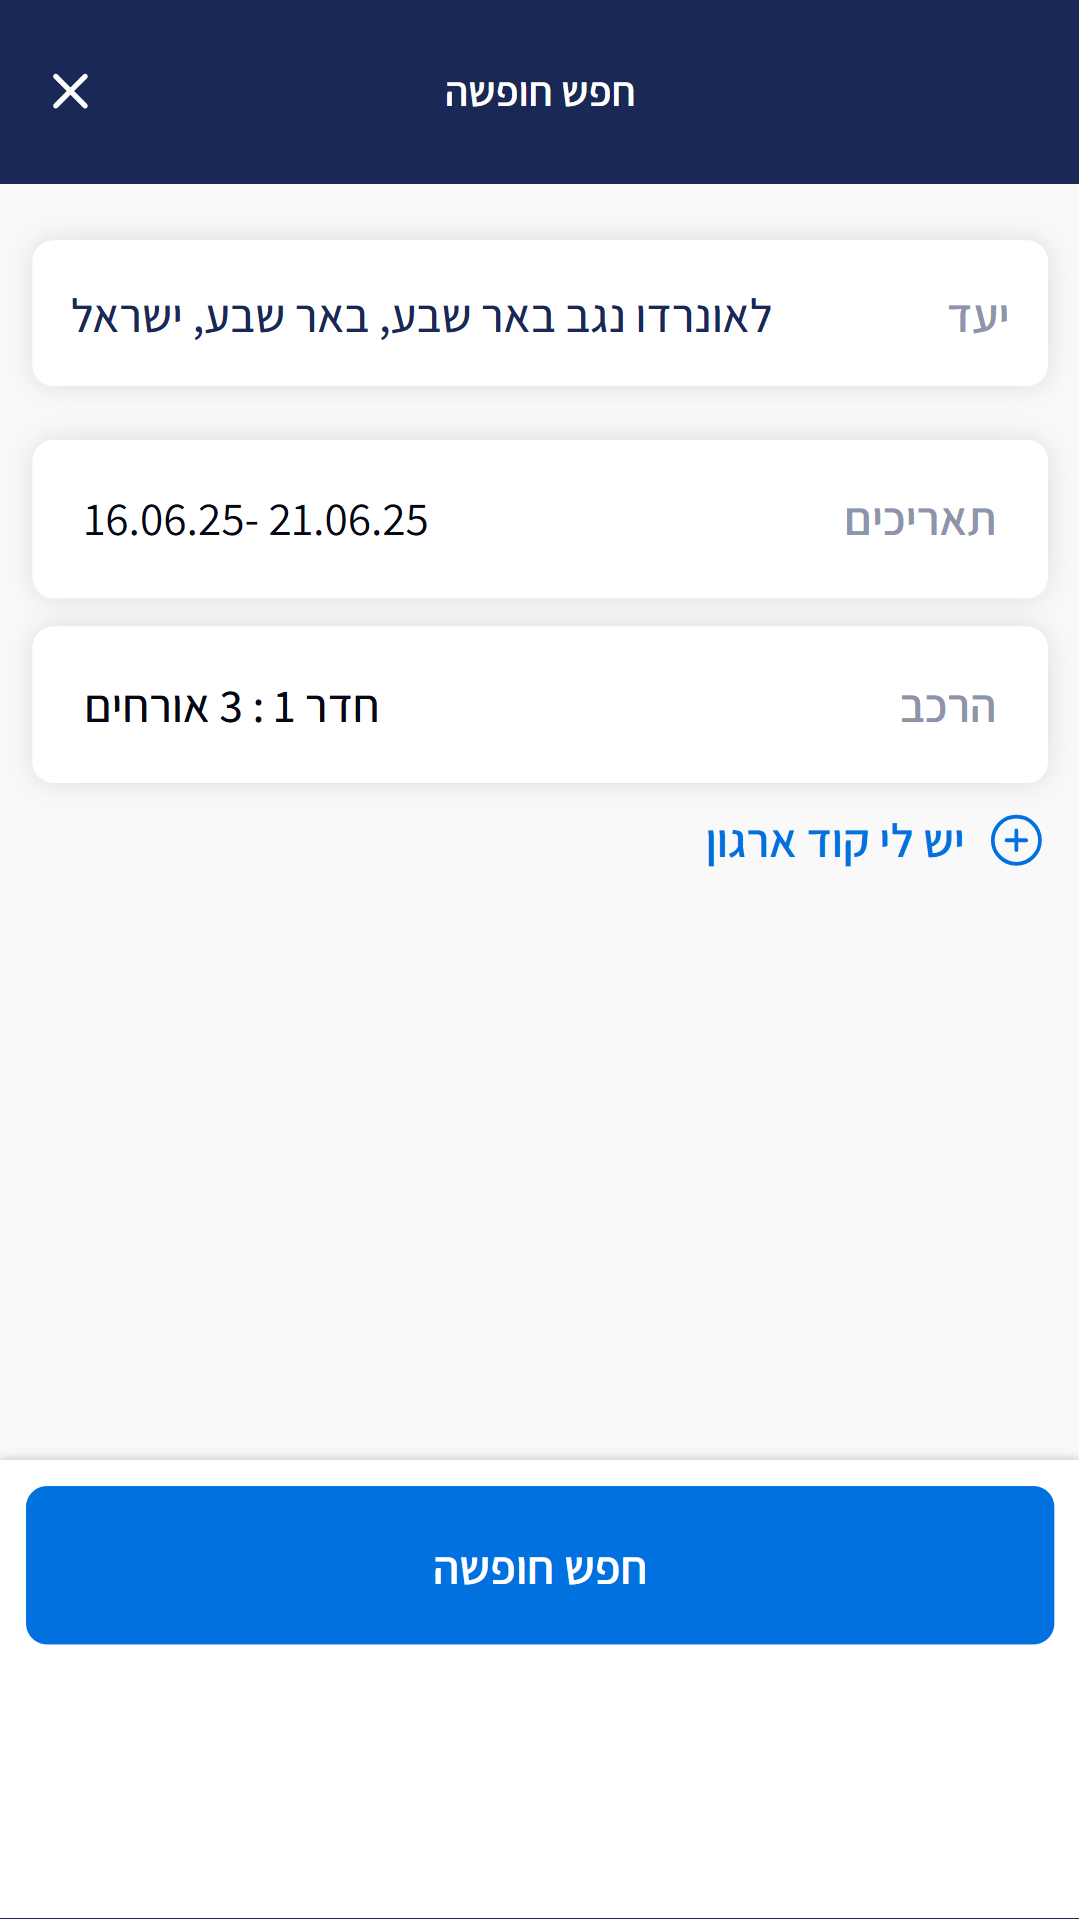 חפש חופשה
יעד לאונרדו נגב באר שבע, באר שבע, ישראל
תאריכים 16.06.25- 21.06.25
הרכב חדר 1 : 3 אורחים
יש לי קוד ארגון
חפש חופשה